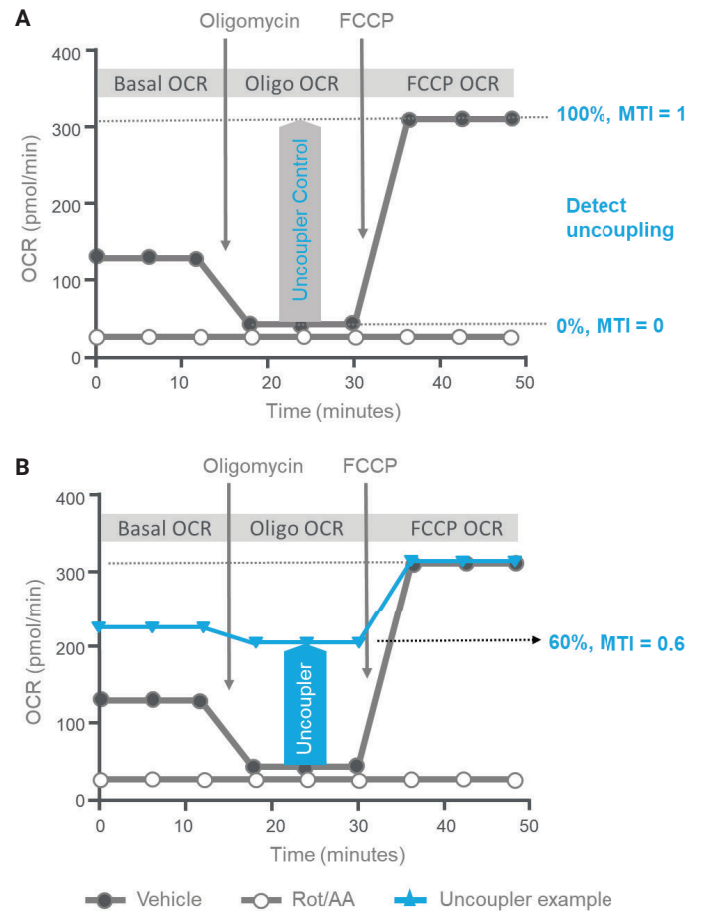 A
Oligomycin FCCP
400
Basal OCR Oligo OCR FCCP OCR
100%, MTI = 1
300
Uncoupler Control
Detect
uncoupling
200
OCR (pmol/min)
100
0%, MTI = 0
0
0 10 20 30 40 50
Time (minutes)
B
Oligomycin FCCP
400
Basal OCR Oligo OCR FCCP OCR
300
60%, MTI = 0.6
200
Uncoupler
OCR (pmol/min)
100
0
0 10 20 30 40 50
Time (minutes)
Vehicle Rot/AA Uncoupler example